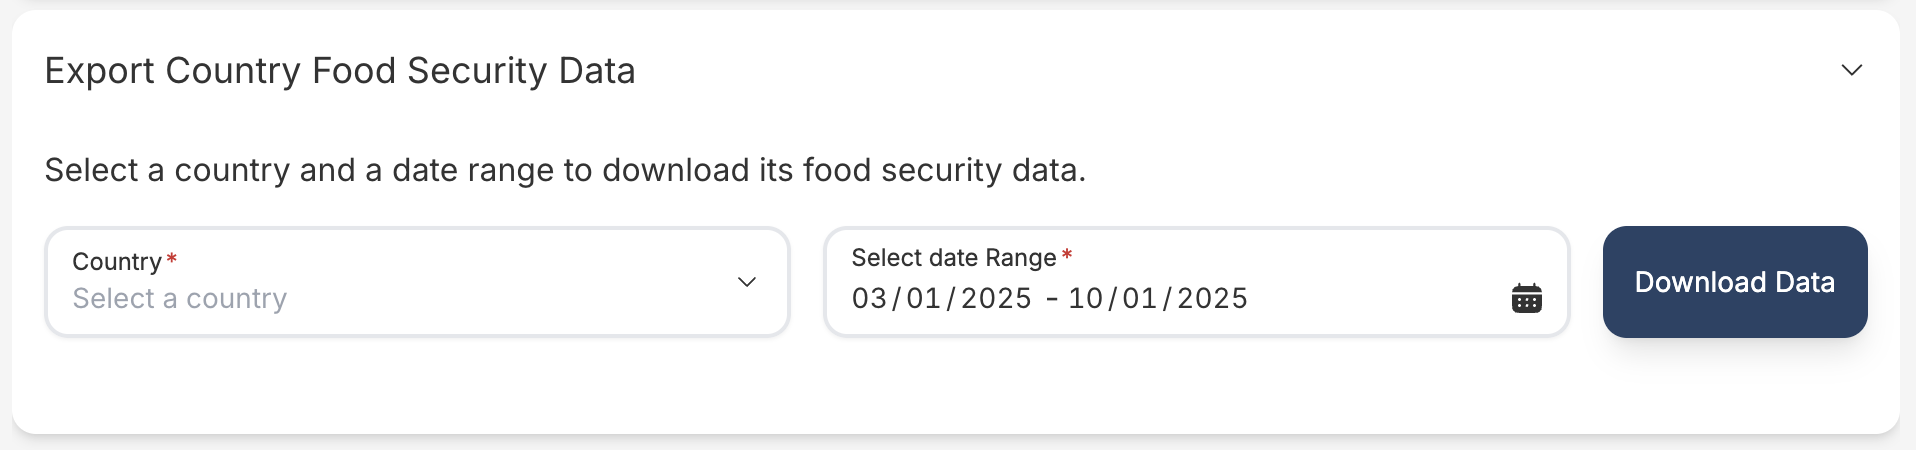 Export Country Food Security Data
Select a country and a date range to download its food security data.
Country*
Select a country
Select date Range*
03/01/2025 - 10/01/2025
Download Data